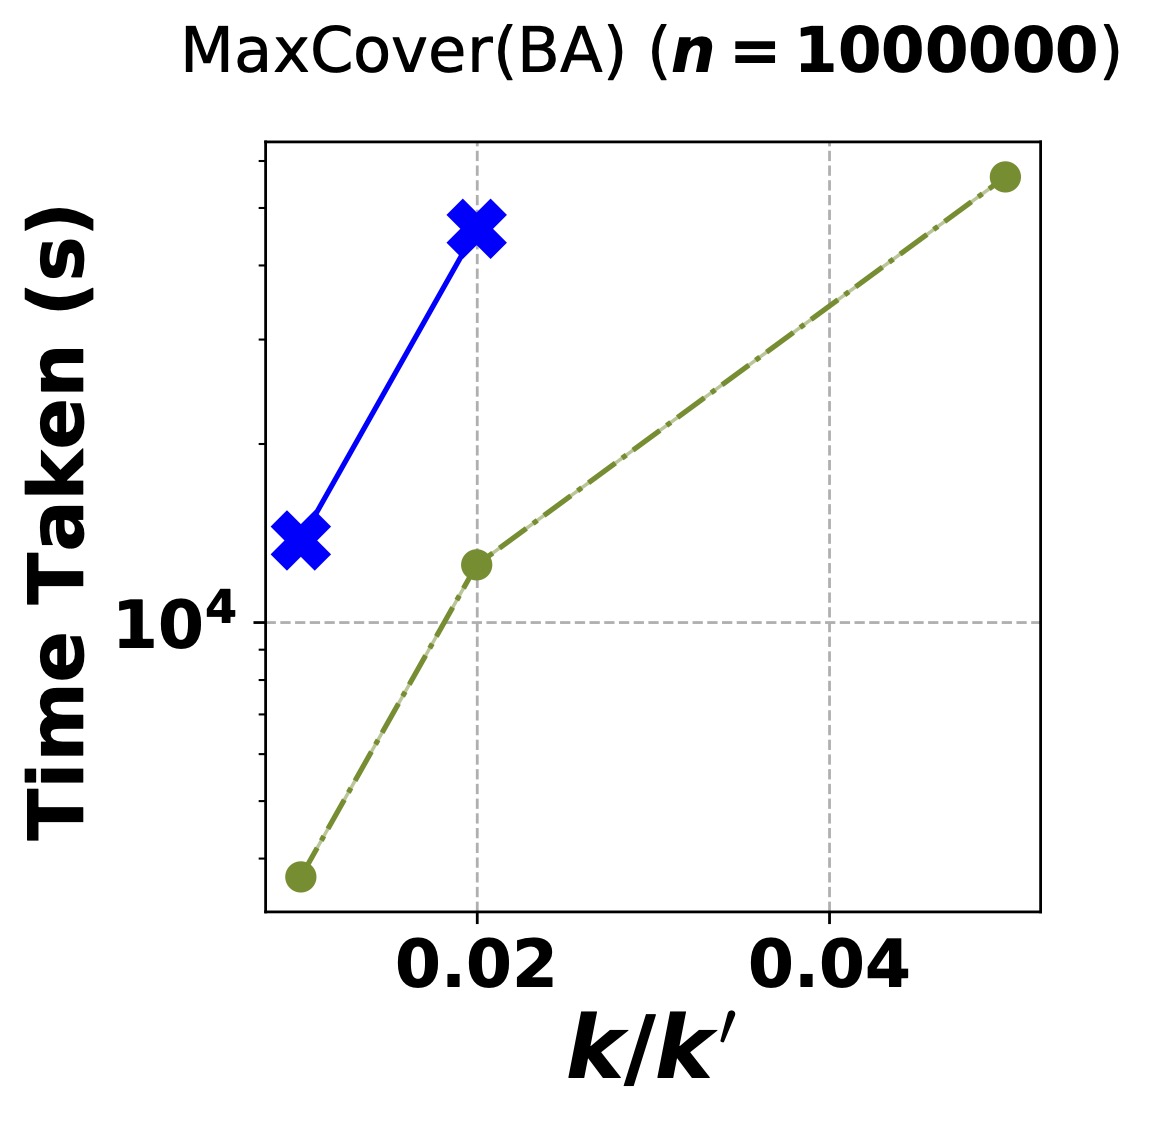 MaxCover(BA) (n = 1000000)
Time Taken (s)
10⁴
0.02 0.04
k/k′